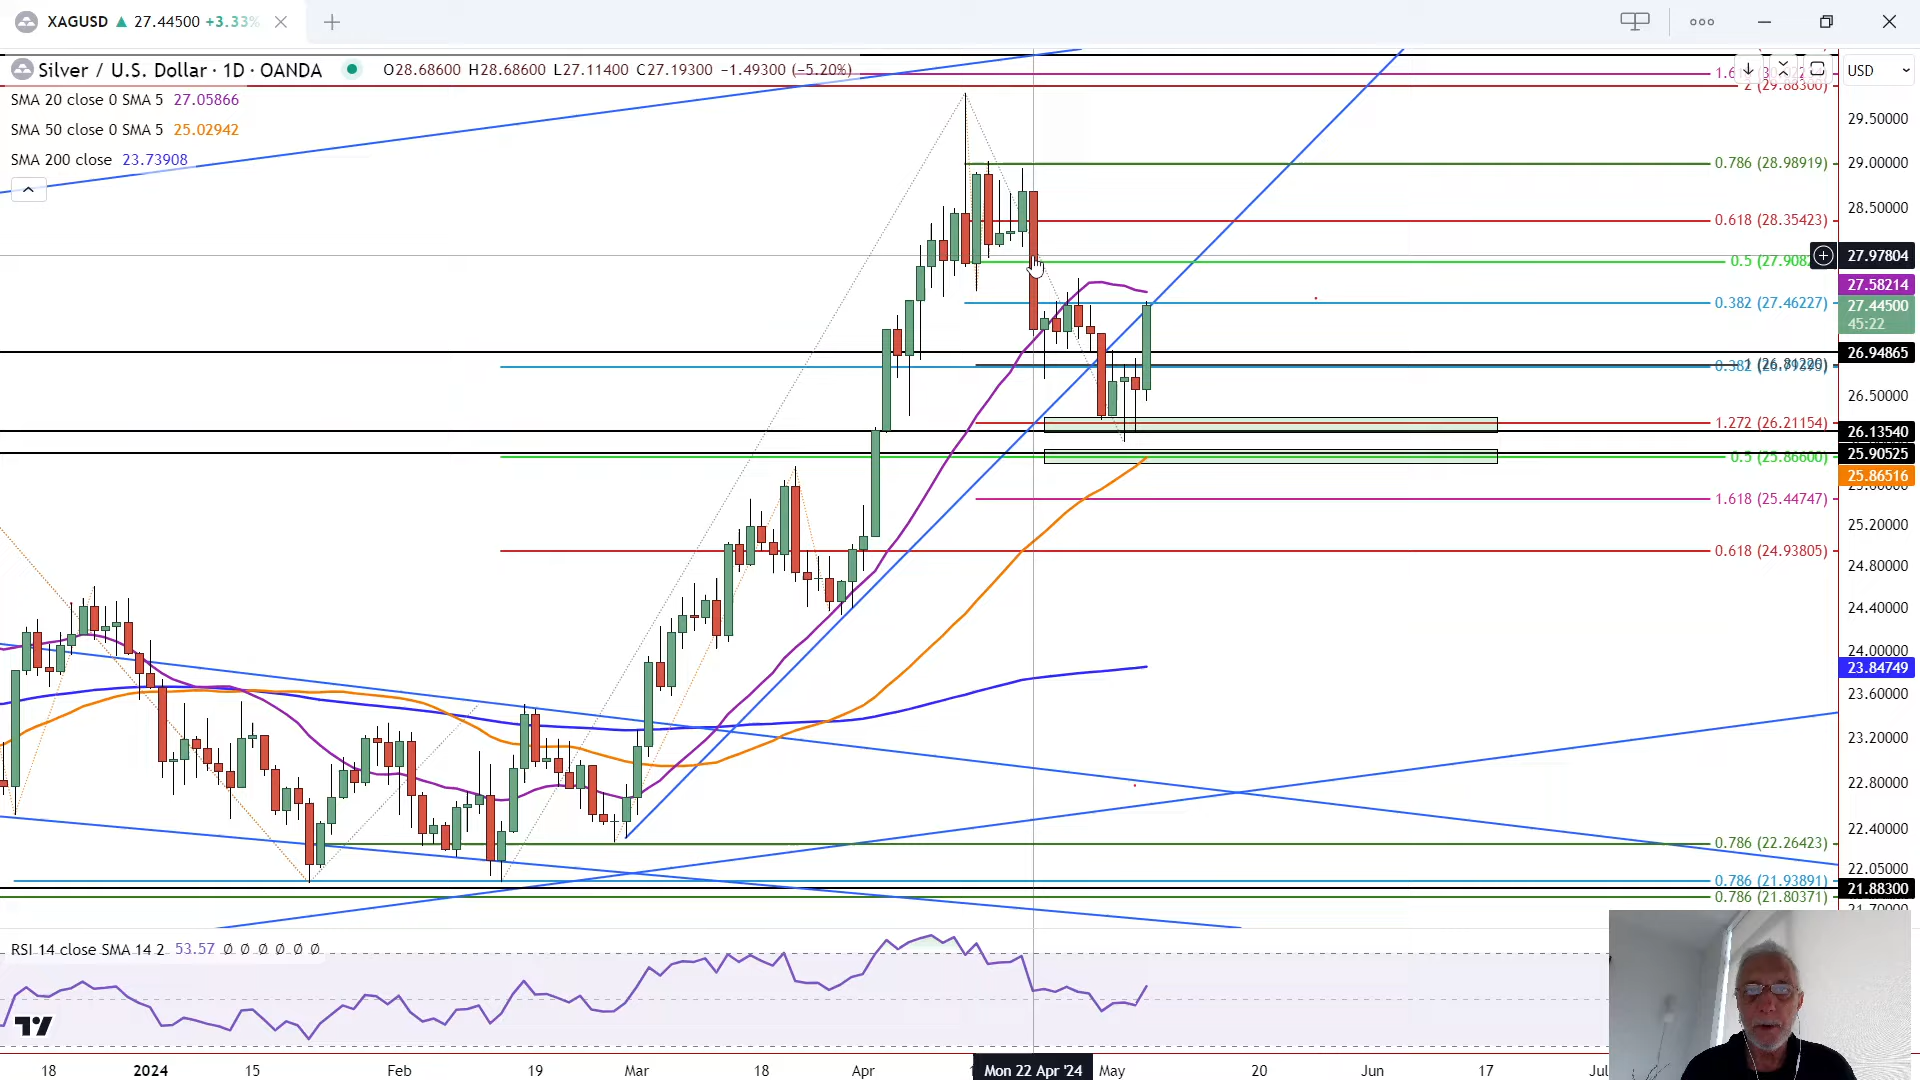 XAGUSD ▲ 27.44500 +3.33%
Silver / U.S. Dollar · 1D · OANDA O28.68600 H28.68600 L27.11400 C27.19300 −1.49300 (−5.20%)
USD
SMA 20 close 0 SMA 5 27.05866
SMA 50 close 0 SMA 5 25.02942
SMA 200 close 23.73908
2 (29.88300)
29.50000
0.786 (28.98919) 29.00000
28.50000
0.618 (28.35423)
27.97804
27.58214
0.382 (27.46227) 27.44500
45:22
26.94865
26.50000
1.272 (26.21154) 26.13540
25.90525
0.5 (25.86600)
25.86516
1.618 (25.44747)
25.20000
0.618 (24.93805)
24.80000
24.40000
24.00000
23.84749
23.60000
23.20000
22.80000
22.40000
0.786 (22.26423)
22.05000
0.786 (21.93891)
21.88300
0.786 (21.80371)
RSI 14 close SMA 14 2 53.57 Ø Ø Ø Ø Ø Ø
18 2024 15 Feb 19 Mar 18 Apr Mon 22 Apr '24 May 20 Jun 17 Jul